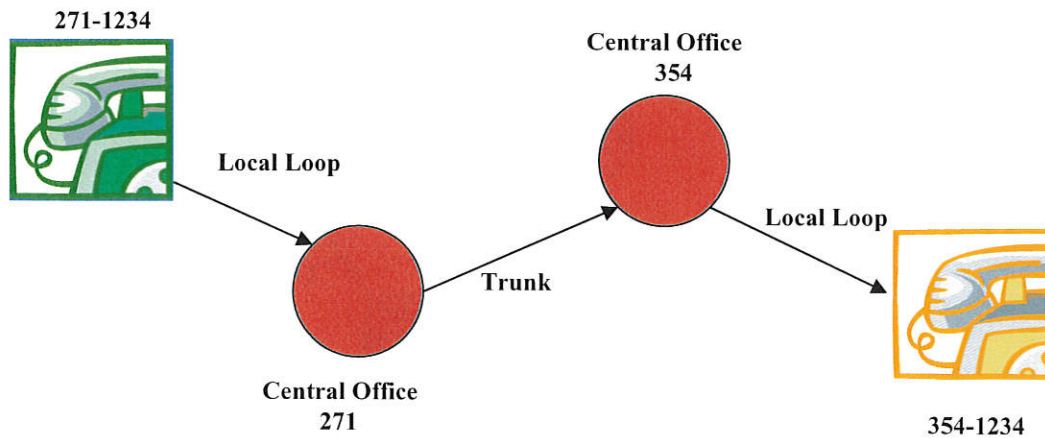 271-1234
Central Office
354
Local Loop
Local Loop
Trunk
Central Office
271
354-1234